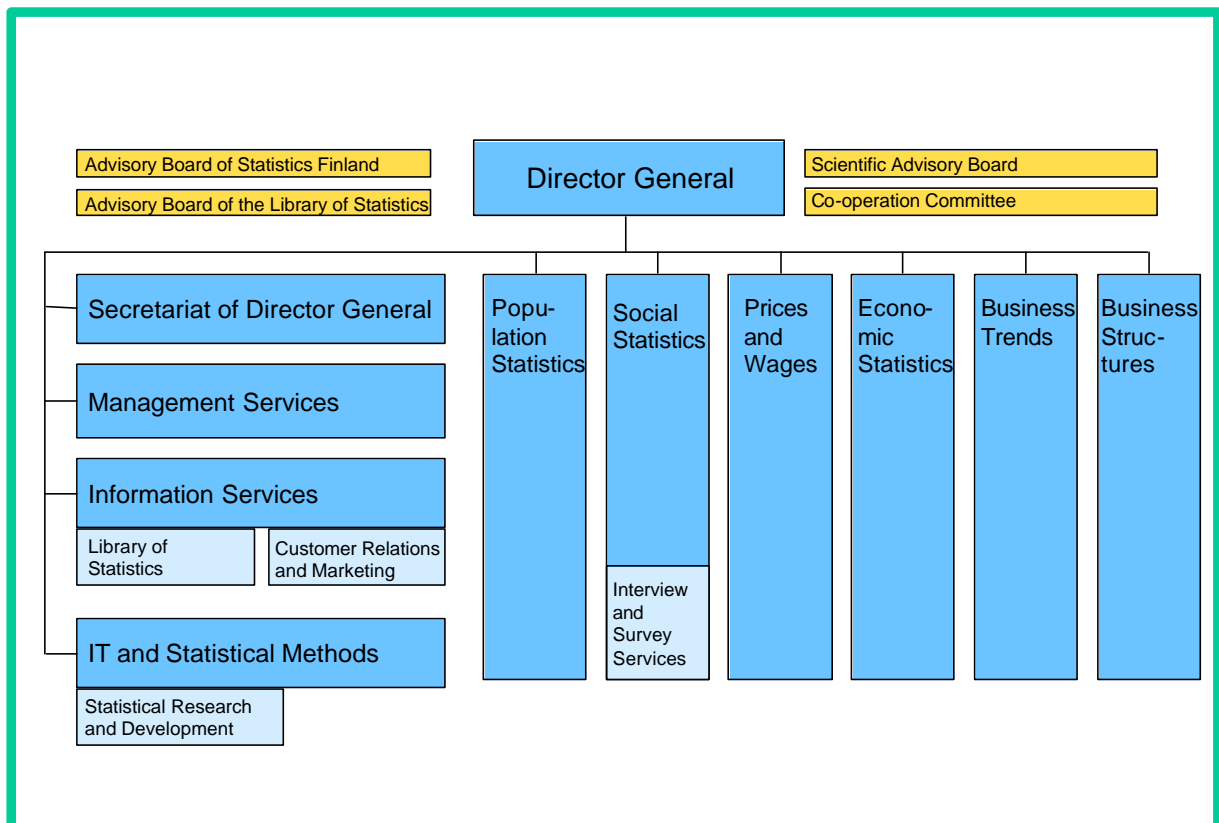 Advisory Board of Statistics Finland
Advisory Board of the Library of Statistics
Director General
Scientific Advisory Board
Co-operation Committee
Secretariat of Director General
Management Services
Information Services
Library of
Statistics
Customer Relations
and Marketing
IT and Statistical Methods
Statistical Research
and Development
Popu-
lation
Statistics
Social
Statistics
Interview
and
Survey
Services
Prices
and
Wages
Econo-
mic
Statistics
Business
Trends
Business
Struc-
tures